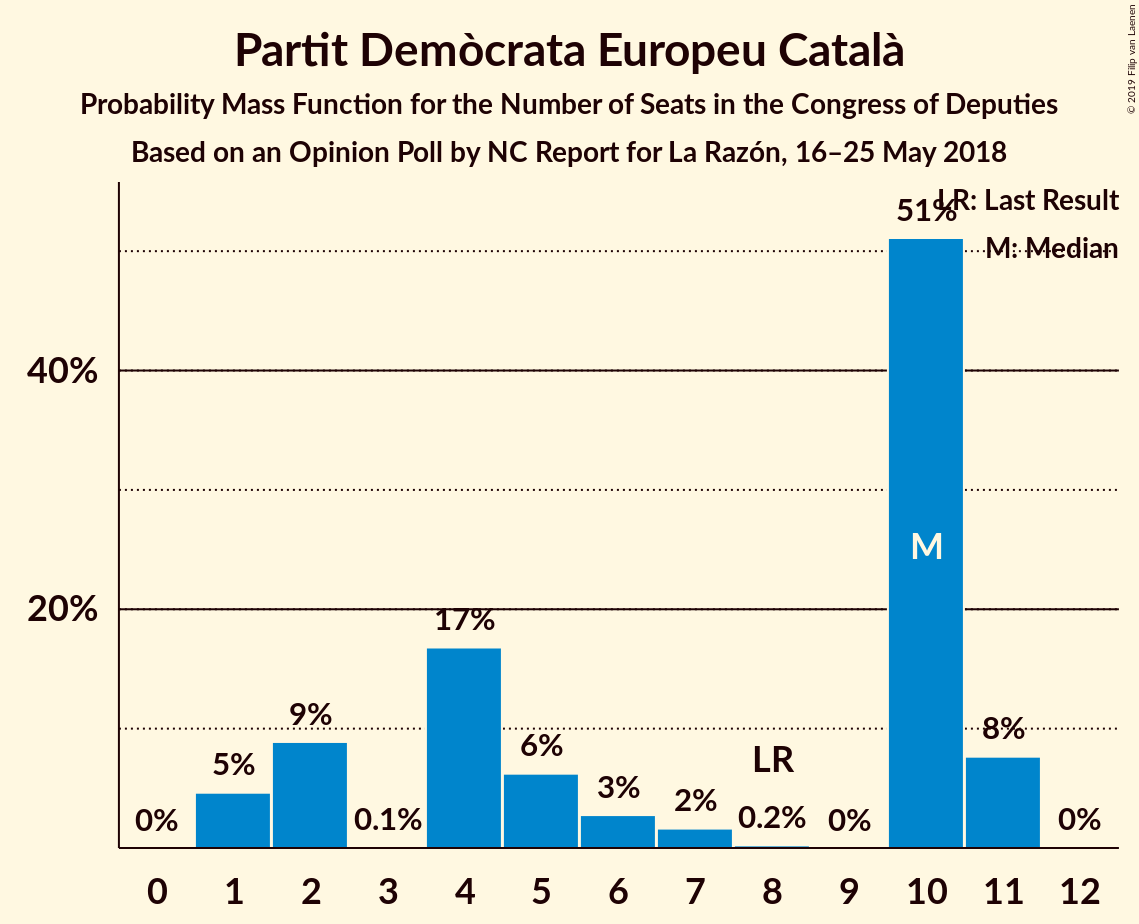 Partit Demòcrata Europeu Català
Probability Mass Function for the Number of Seats in the Congress of Deputies
Based on an Opinion Poll by NC Report for La Razón, 16–25 May 2018
© 2019 Filip van Laenen
LR: Last Result
M: Median
51%
40%
20%
M
17%
9%
8%
6%
5%
LR
3%
2%
0%
0.1%
0.2%
0%
0%
0 1 2 3 4 5 6 7 8 9 10 11 12